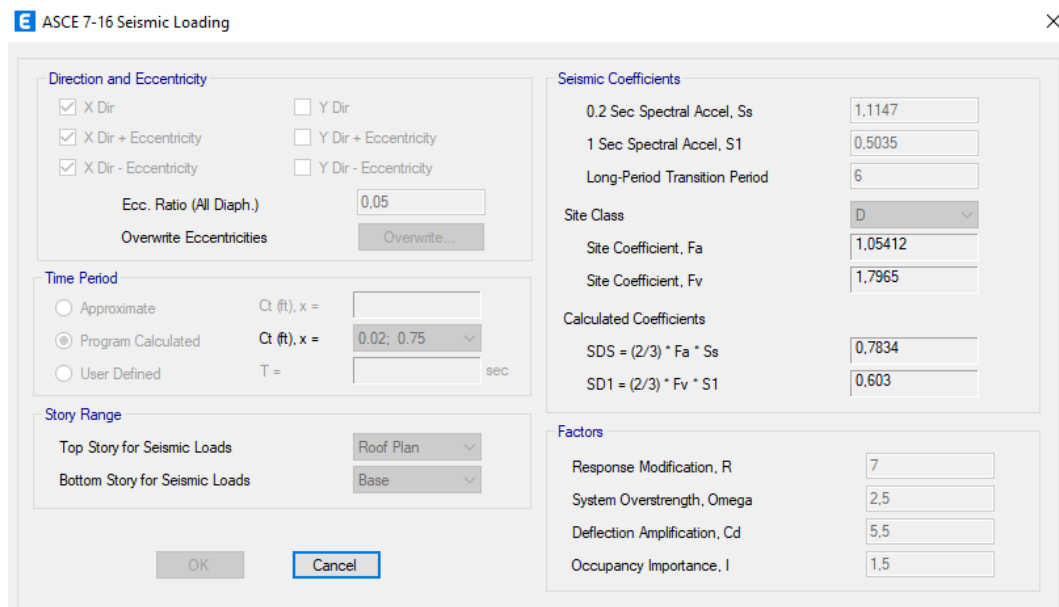 E ASCE 7-16 Seismic Loading
Direction and Eccentricity
X Dir Y Dir
X Dir + Eccentricity Y Dir + Eccentricity
X Dir - Eccentricity Y Dir - Eccentricity
Ecc. Ratio (All Diaph.) 0,05
Overwrite Eccentricities Overwrite...
Time Period
Approximate Ct (ft), x =
Program Calculated Ct (ft), x = 0.02; 0.75
User Defined T = sec
Story Range
Top Story for Seismic Loads Roof Plan
Bottom Story for Seismic Loads Base
OK Cancel
Seismic Coefficients
0.2 Sec Spectral Accel, Ss 1,1147
1 Sec Spectral Accel, S1 0,5035
Long-Period Transition Period 6
Site Class D
Site Coefficient, Fa 1,05412
Site Coefficient, Fv 1,7965
Calculated Coefficients
SDS = (2/3) * Fa * Ss 0,7834
SD1 = (2/3) * Fv * S1 0,603
Factors
Response Modification, R 7
System Overstrength, Omega 2,5
Deflection Amplification, Cd 5,5
Occupancy Importance, I 1,5